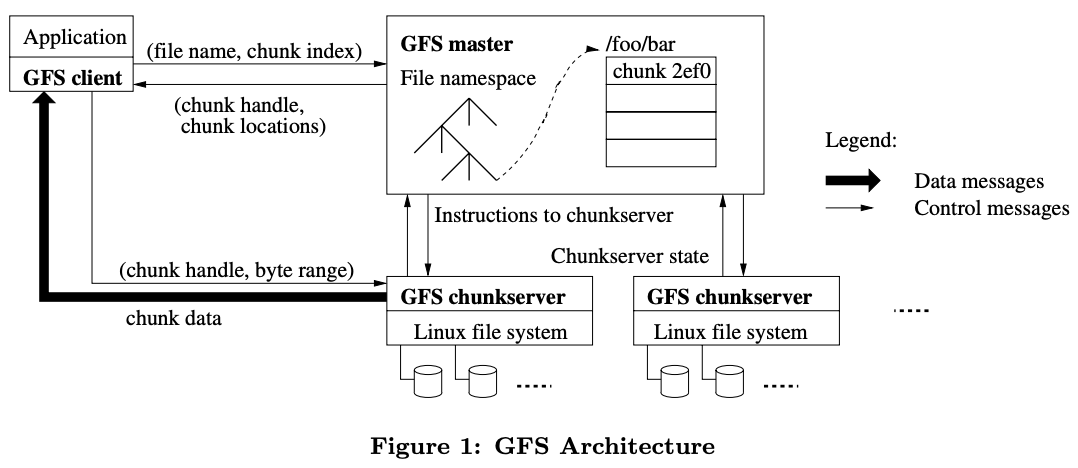 Application
GFS client
(file name, chunk index)
(chunk handle,
chunk locations)
GFS master
File namespace
/foo/bar
chunk 2ef0
Legend:
Data messages
Control messages
Instructions to chunkserver
Chunkserver state
(chunk handle, byte range)
chunk data
GFS chunkserver
Linux file system
GFS chunkserver
Linux file system
Figure 1: GFS Architecture